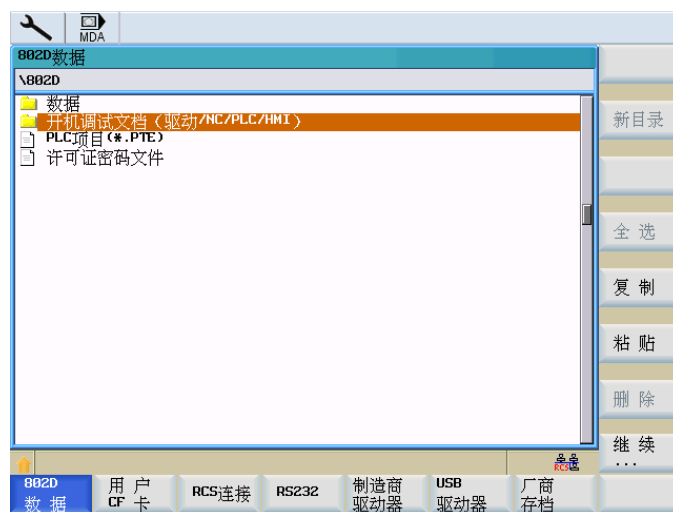 MDA
802D数据
\802D
数据
开机调试文档（驱动/NC/PLC/HMI）
PLC项目(*.PTE)
许可证密码文件
新目录
全 选
复 制
粘 贴
删 除
继 续
...
RCS
802D
数 据
用 户
CF 卡
RCS连接
RS232
制造商
驱动器
USB
驱动器
厂商
存档